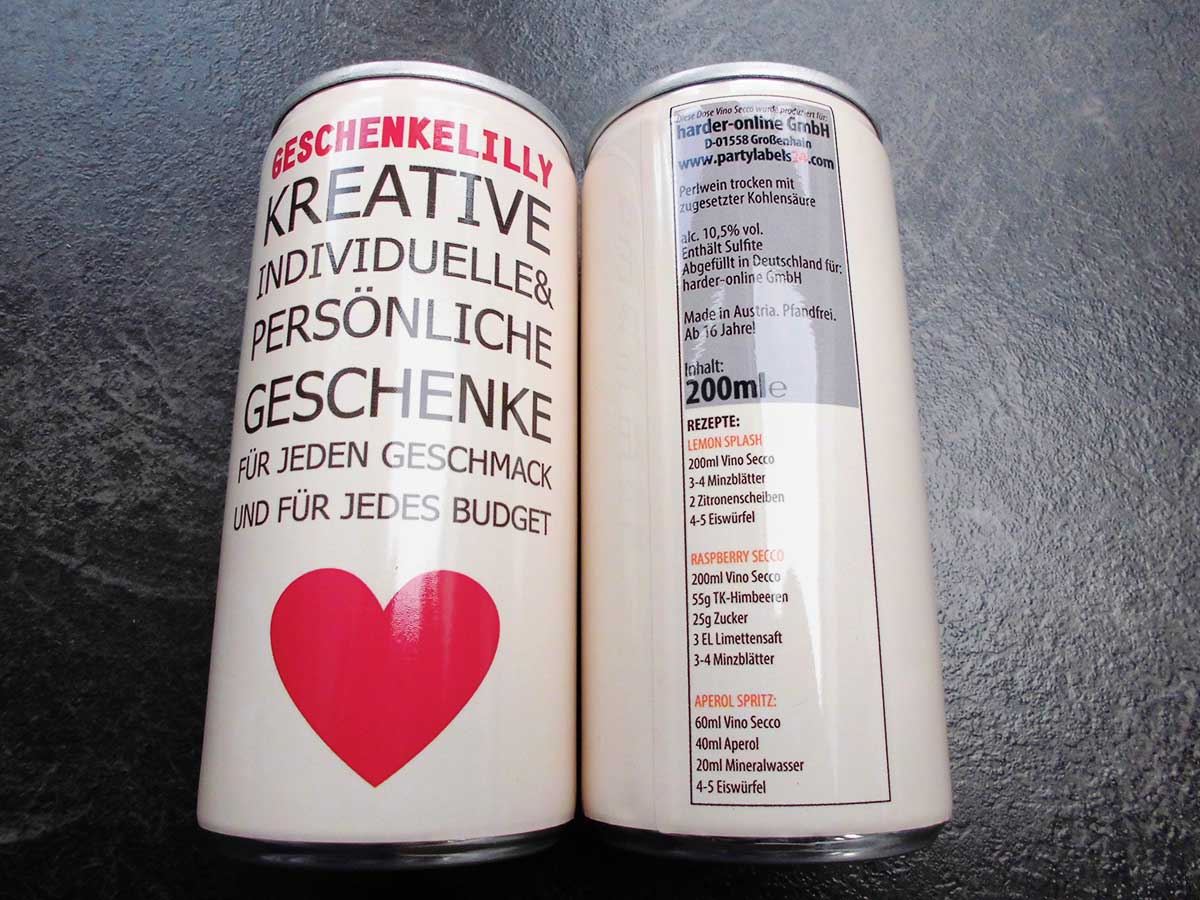 GESCHENKELILLY
KREATIVE
INDIVIDUELLE&
PERSÖNLICHE
GESCHENKE
FÜR JEDEN GESCHMACK
UND FÜR JEDES BUDGET
Diese Dose Vino Secco wurde produziert für:
harder-online GmbH
D-01558 Großenhain
www.partylabels24.com
Perlwein trocken mit
zugesetzter Kohlensäure
alc. 10,5% vol.
Enthält Sulfite
Abgefüllt in Deutschland für:
harder-online GmbH
Made in Austria. Pfandfrei.
Ab 16 Jahre!
Inhalt:
200ml℮
REZEPTE:
LEMON SPLASH
200ml Vino Secco
3-4 Minzblätter
2 Zitronenscheiben
4-5 Eiswürfel
RASPBERRY SECCO
200ml Vino Secco
55g TK-Himbeeren
25g Zucker
3 EL Limettensaft
3-4 Minzblätter
APEROL SPRITZ:
60ml Vino Secco
40ml Aperol
20ml Mineralwasser
4-5 Eiswürfel